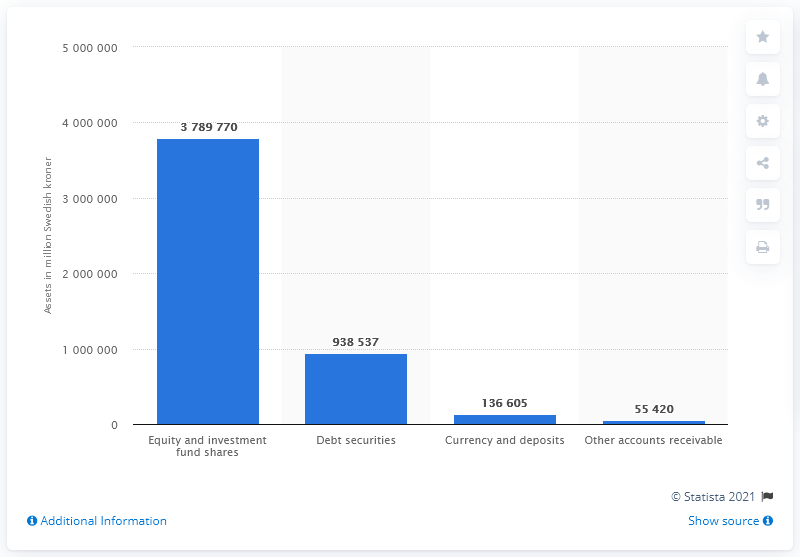 Assets in million Swedish kroner
5 000 000
4 000 000
3 000 000
2 000 000
1 000 000
0
3 789 770
938 537
136 605
55 420
Equity and investment
fund shares
Debt securities
Currency and deposits
Other accounts receivable
© Statista 2021
Additional Information
Show source